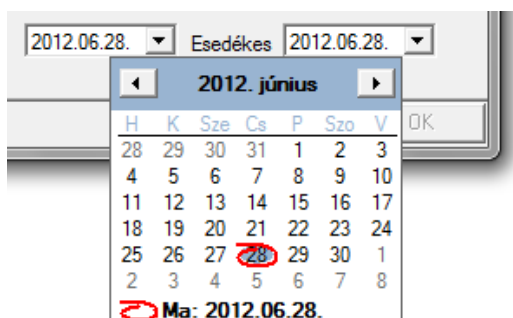 2012.06.28. Esedékes 2012.06.28.
2012. június
H K Sze Cs P Szo V
OK
28 29 30 31 1 2 3
4 5 6 7 8 9 10
11 12 13 14 15 16 17
18 19 20 21 22 23 24
25 26 27 28 29 30 1
2 3 4 5 6 7 8
Ma: 2012.06.28.